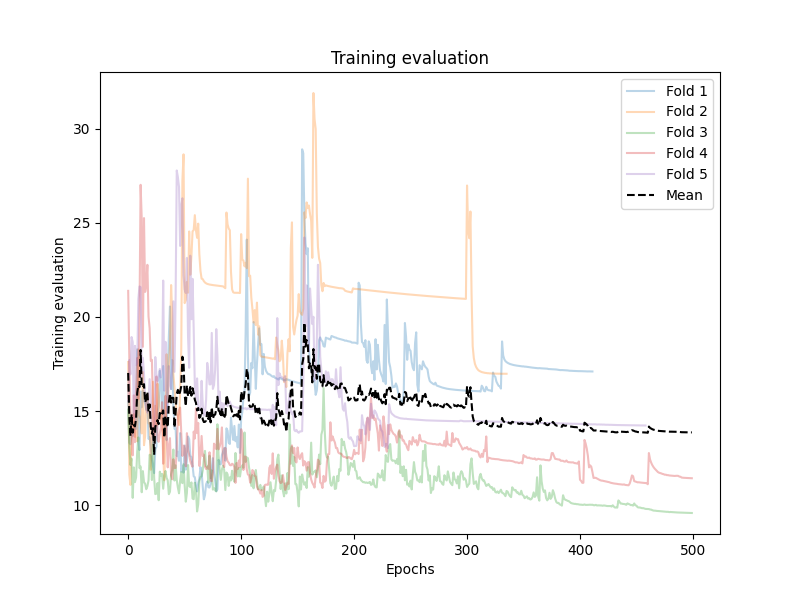 Training evaluation
Training evaluation
30
25
20
15
10
0 100 200 300 400 500
Epochs
Fold 1
Fold 2
Fold 3
Fold 4
Fold 5
Mean